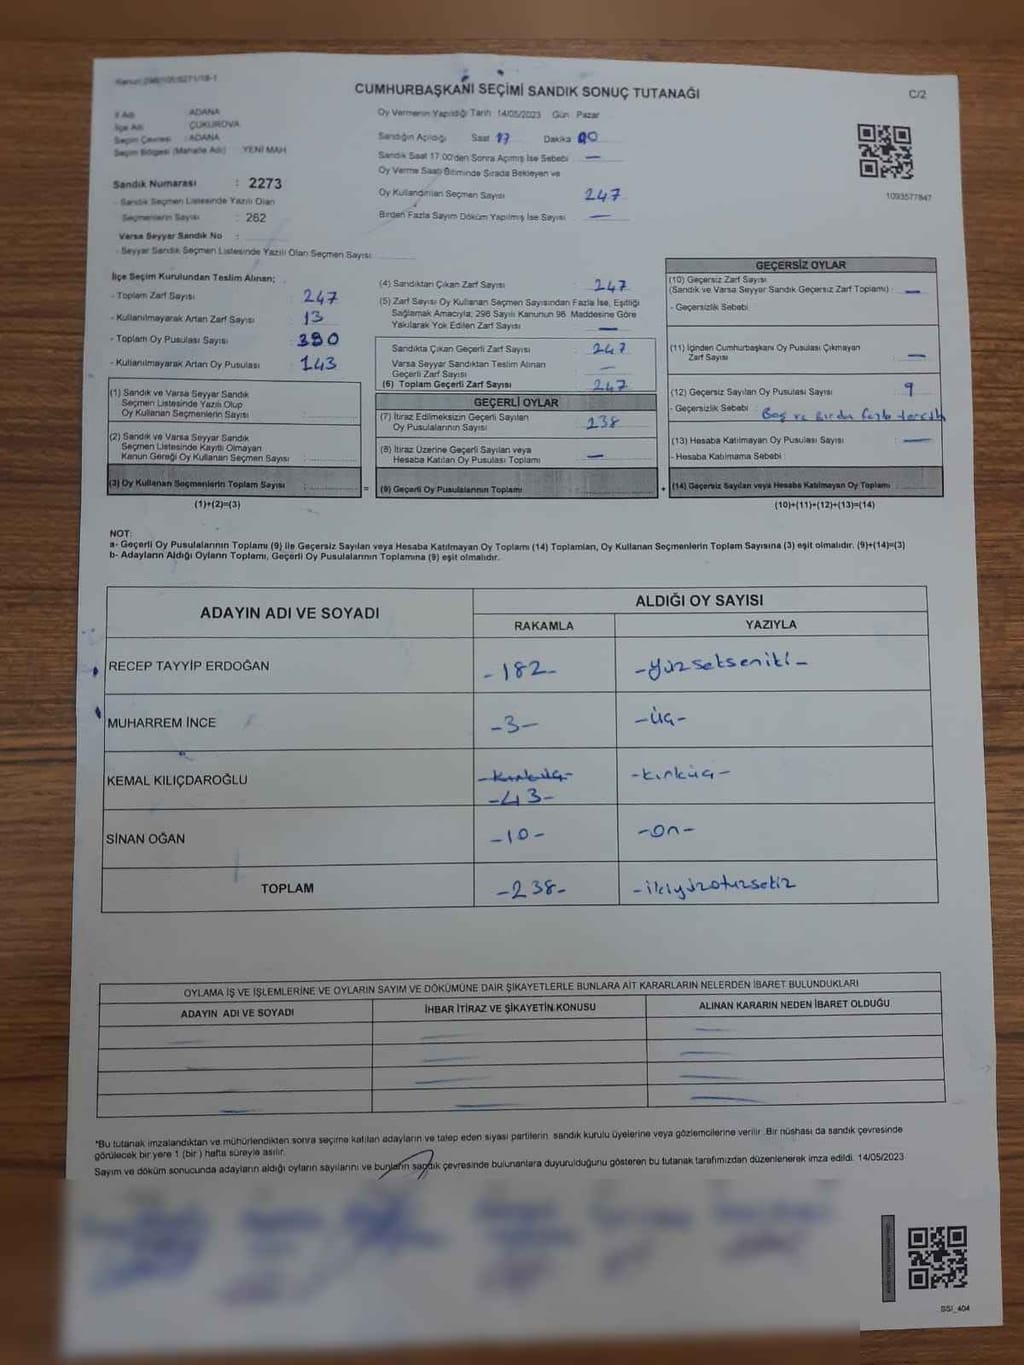 Kanun:298/105:6271/18-1
CUMHURBAŞKANI SEÇİMİ SANDIK SONUÇ TUTANAĞI
C/2
İl Adı : ADANA
İlçe Adı : ÇUKUROVA
Seçim Çevresi : ADANA
Seçim Bölgesi (Mahalle Adı) : YENİ MAH
Sandık Numarası : 2273
- Sandık Seçmen Listesinde Yazılı Olan
Seçmenlerin Sayısı : 262
Varsa Seyyar Sandık No :
- Seyyar Sandık Seçmen Listesinde Yazılı Olan Seçmen Sayısı:
Oy Vermenin Yapıldığı Tarih :14/05/2023 Gün : Pazar
Sandığın Açıldığı Saat 17 Dakika 00
Sandık Saat 17.00'den Sonra Açılmış İse Sebebi : —
Oy Verme Saati Bitiminde Sırada Bekleyen ve
Oy Kullandırılan Seçmen Sayısı : 247
Birden Fazla Sayım Döküm Yapılmış İse Sayısı : —
1093577847
İlçe Seçim Kurulundan Teslim Alınan;
- Toplam Zarf Sayısı : 247
- Kullanılmayarak Artan Zarf Sayısı : 13
- Toplam Oy Pusulası Sayısı : 390
- Kullanılmayarak Artan Oy Pusulası : 143
(1) Sandık ve Varsa Seyyar Sandık
Seçmen Listesinde Yazılı Olup
Oy Kullanan Seçmenlerin Sayısı :
(2) Sandık ve Varsa Seyyar Sandık
Seçmen Listesinde Kayıtlı Olmayan
Kanun Gereği Oy Kullanan Seçmen Sayısı :
(3) Oy Kullanan Seçmenlerin Toplam Sayısı :
(1)+(2)=(3)
(4) Sandıktan Çıkan Zarf Sayısı : 247
(5) Zarf Sayısı Oy Kullanan Seçmen Sayısından Fazla İse, Eşitliği
Sağlamak Amacıyla; 298 Sayılı Kanunun 98. Maddesine Göre
Yakılarak Yok Edilen Zarf Sayısı : —
Sandıkta Çıkan Geçerli Zarf Sayısı : 247
Varsa Seyyar Sandıktan Teslim Alınan
Geçerli Zarf Sayısı : —
(6) Toplam Geçerli Zarf Sayısı : 247
GEÇERLİ OYLAR
(7) İtiraz Edilmeksizin Geçerli Sayılan
Oy Pusulalarının Sayısı : 238
(8) İtiraz Üzerine Geçerli Sayılan veya
Hesaba Katılan Oy Pusulası Toplamı : —
= (9) Geçerli Oy Pusulalarının Toplamı :
GEÇERSİZ OYLAR
(10) Geçersiz Zarf Sayısı
(Sandık ve Varsa Seyyar Sandık Geçersiz Zarf Toplamı) : —
- Geçersizlik Sebebi :
(11) İçinden Cumhurbaşkanı Oy Pusulası Çıkmayan
Zarf Sayısı : —
(12) Geçersiz Sayılan Oy Pusulası Sayısı : 9
- Geçersizlik Sebebi : Boş ve Birden fazla tercih
(13) Hesaba Katılmayan Oy Pusulası Sayısı : —
- Hesaba Katılmama Sebebi :
+ (14) Geçersiz Sayılan veya Hesaba Katılmayan Oy Toplamı :
(10)+(11)+(12)+(13)=(14)
NOT:
a- Geçerli Oy Pusulalarının Toplamı (9) ile Geçersiz Sayılan veya Hesaba Katılmayan Oy Toplamı (14) Toplamları, Oy Kullanan Seçmenlerin Toplam Sayısına (3) eşit olmalıdır. (9)+(14)=(3)
b- Adayların Aldığı Oyların Toplamı, Geçerli Oy Pusulalarının Toplamına (9) eşit olmalıdır.
ADAYIN ADI VE SOYADI
ALDIĞI OY SAYISI
RAKAMLA YAZIYLA
RECEP TAYYİP ERDOĞAN -182- -yüzsekseniki-
MUHARREM İNCE -3- -üç-
KEMAL KILIÇDAROĞLU -kırküç- -kırküç-
-43-
SİNAN OĞAN -10- -on-
TOPLAM -238- -ikiyüzotuzsekiz
OYLAMA İŞ VE İŞLEMLERİNE VE OYLARIN SAYIM VE DÖKÜMÜNE DAİR ŞİKAYETLERLE BUNLARA AİT KARARLARIN NELERDEN İBARET BULUNDUKLARI
ADAYIN ADI VE SOYADI İHBAR İTİRAZ VE ŞİKAYETİN KONUSU ALINAN KARARIN NEDEN İBARET OLDUĞU
*Bu tutanak imzalandıktan ve mühürlendikten sonra seçime katılan adayların ve talep eden siyasi partilerin sandık kurulu üyelerine veya gözlemcilerine verilir. Bir nüshası da sandık çevresinde
görülecek bir yere 1 (bir) hafta süreyle asılır.
Sayım ve döküm sonucunda adayların aldığı oyların sayılarını ve bunların sandık çevresinde bulunanlara duyurulduğunu gösteren bu tutanak tarafımızdan düzenlenerek imza edildi. 14/05/2023
SSI_404